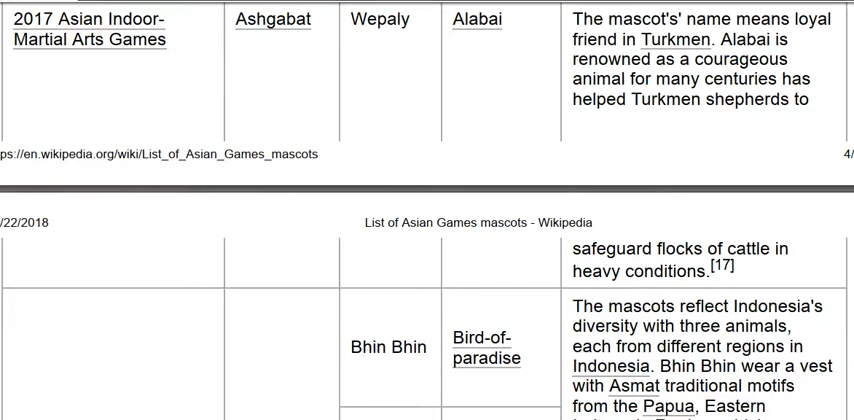 2017 Asian Indoor-
Martial Arts Games
Ashgabat
Wepaly
Alabai
The mascot's' name means loyal
friend in Turkmen. Alabai is
renowned as a courageous
animal for many centuries has
helped Turkmen shepherds to
ps://en.wikipedia.org/wiki/List_of_Asian_Games_mascots
4/
/22/2018
List of Asian Games mascots - Wikipedia
safeguard flocks of cattle in
heavy conditions.[17]
Bhin Bhin
Bird-of-
paradise
The mascots reflect Indonesia's
diversity with three animals,
each from different regions in
Indonesia. Bhin Bhin wear a vest
with Asmat traditional motifs
from the Papua, Eastern